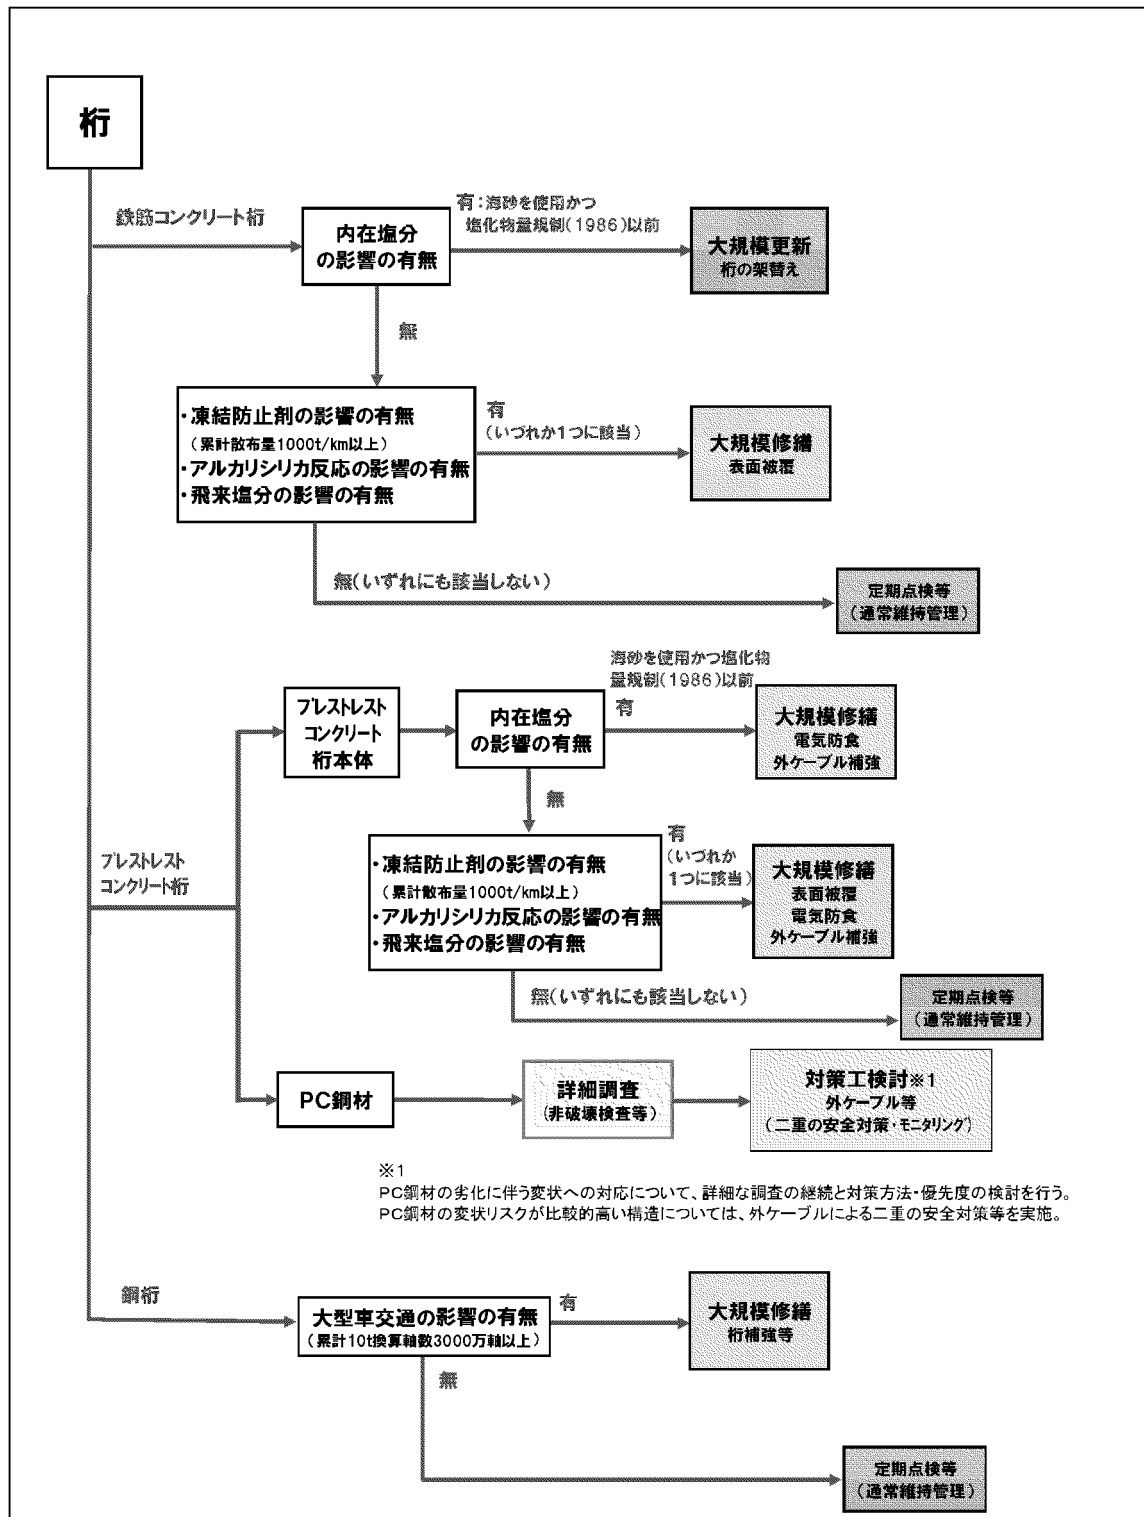 桁
鉄筋コンクリート桁
内在塩分
の影響の有無
有：海砂を使用かつ
塩化物量規制(1986)以前
大規模更新
桁の架替え
無
・凍結防止剤の影響の有無
（累計散布量1000t/km以上）
・アルカリシリカ反応の影響の有無
・飛来塩分の影響の有無
有
（いづれか1つに該当）
大規模修繕
表面被覆
無（いずれにも該当しない）
定期点検等
（通常維持管理）
プレストレスト
コンクリート桁
プレストレスト
コンクリート
桁本体
内在塩分
の影響の有無
海砂を使用かつ塩化物
量規制(1986)以前
有
大規模修繕
電気防食
外ケーブル補強
無
・凍結防止剤の影響の有無
（累計散布量1000t/km以上）
・アルカリシリカ反応の影響の有無
・飛来塩分の影響の有無
有
（いづれか
1つに該当）
大規模修繕
表面被覆
電気防食
外ケーブル補強
無（いずれにも該当しない）
定期点検等
（通常維持管理）
PC鋼材
詳細調査
（非破壊検査等）
対策工検討※1
外ケーブル等
（二重の安全対策・モニタリング）
※1
PC鋼材の劣化に伴う変状への対応について、詳細な調査の継続と対策方法・優先度の検討を行う。
PC鋼材の変状リスクが比較的高い構造については、外ケーブルによる二重の安全対策等を実施。
鋼桁
大型車交通の影響の有無
（累計10t換算軸数3000万軸以上）
有
大規模修繕
桁補強等
無
定期点検等
（通常維持管理）